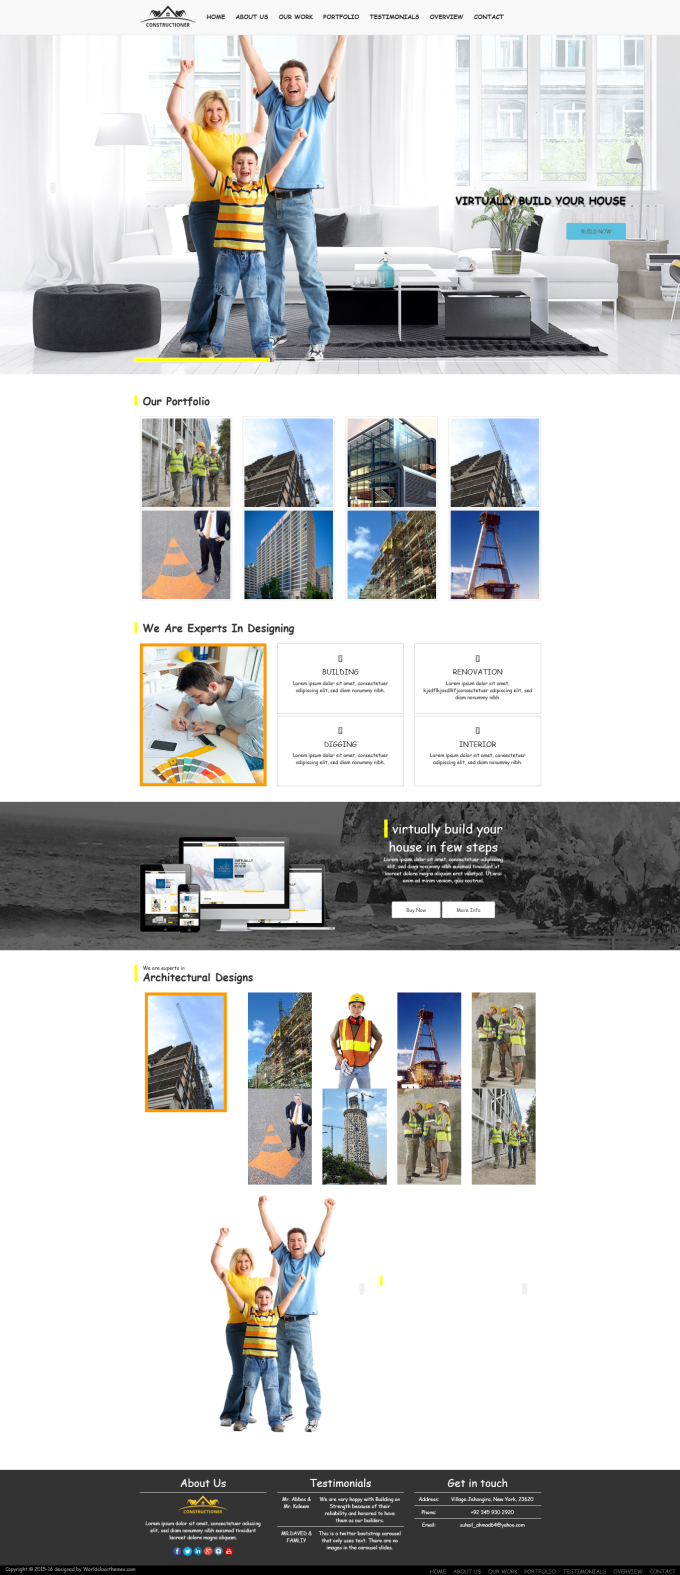 CONSTRUCTIONER
HOME ABOUT US OUR WORK PORTFOLIO TESTIMONIALS OVERVIEW CONTACT
VIRTUALLY BUILD YOUR HOUSE
BUILD NOW
Our Portfolio
We Are Experts In Designing
BUILDING
Lorem ipsum dolor sit amet, consectetuer
adipiscing elit, sed diam nonummy nibh.
RENOVATION
Lorem ipsum dolor sit amet,
adipiscing elit, sed
diam nonummy nibh.
DIGGING
Lorem ipsum dolor sit amet, consectetuer
adipiscing elit, sed diam nonummy nibh.
INTERIOR
Lorem ipsum dolor sit amet, consectetuer
adipiscing elit, sed diam nonummy nibh.
virtually build your
house in few steps
Lorem ipsum dolor sit amet, consectetuer adipiscing
elit, sed diam nonummy nibh euismod tincidunt ut
laoreet dolore magna aliquam erat volutpat. Ut wisi
enim ad minim veniam, quis nostrud.
Buy Now
More Info
We are experts in
Architectural Designs
About Us
CONSTRUCTIONER
Lorem ipsum dolor sit amet, consectetuer adipiscing
elit, sed diam nonummy nibh euismod tincidunt
laoreet dolore magna aliquam.
Testimonials
Mr. Abbas &
Mr. Kaleem
We are very happy with Building on
Strength because of their
reliability and honored to have
them as our builders.
MR.DAVED &
FAMLIY
This is a twitter bootstrap carousel
that only uses text. There are no
images in the carousel slides.
Get in touch
Address: Village Jehangira, New York, 23620
Phone: +92 345 930 2920
Email: suhail_ahmad64@yahoo.com
Copyright © 2015-16 designed by Worldclassthemes.com
HOME ABOUT US OUR WORK PORTFOLIO TESTIMONIALS OVERVIEW CONTACT